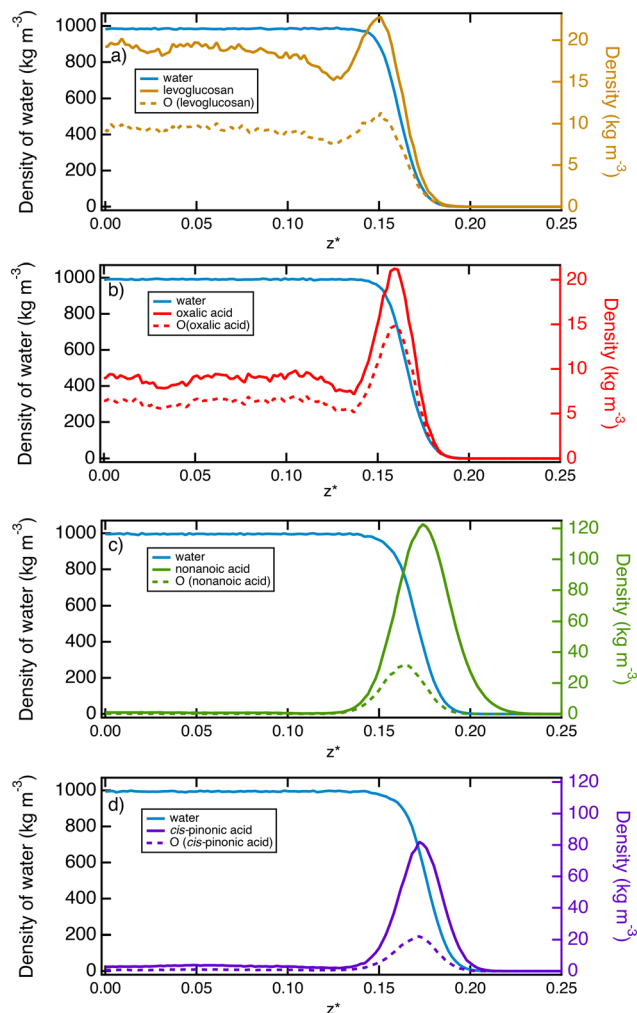 a)
Density of water (kg m-3)
1000
800
600
400
200
0
water
levoglucosan
O (levoglucosan)
20
15
10
5
0
Density (kg m-3)
0.00 0.05 0.10 0.15 0.20 0.25
z*
b)
Density of water (kg m-3)
1000
800
600
400
200
0
water
oxalic acid
O(oxalic acid)
20
15
10
5
0
Density (kg m-3)
0.00 0.05 0.10 0.15 0.20 0.25
z*
c)
Density of water (kg m-3)
1000
800
600
400
200
0
water
nonanoic acid
O (nonanoic acid)
120
100
80
60
40
20
0
Density (kg m-3)
0.00 0.05 0.10 0.15 0.20 0.25
z*
d)
Density of water (kg m-3)
1000
800
600
400
200
0
water
cis-pinonic acid
O (cis-pinonic acid)
120
100
80
60
40
20
0
Density (kg m-3)
0.00 0.05 0.10 0.15 0.20 0.25
z*